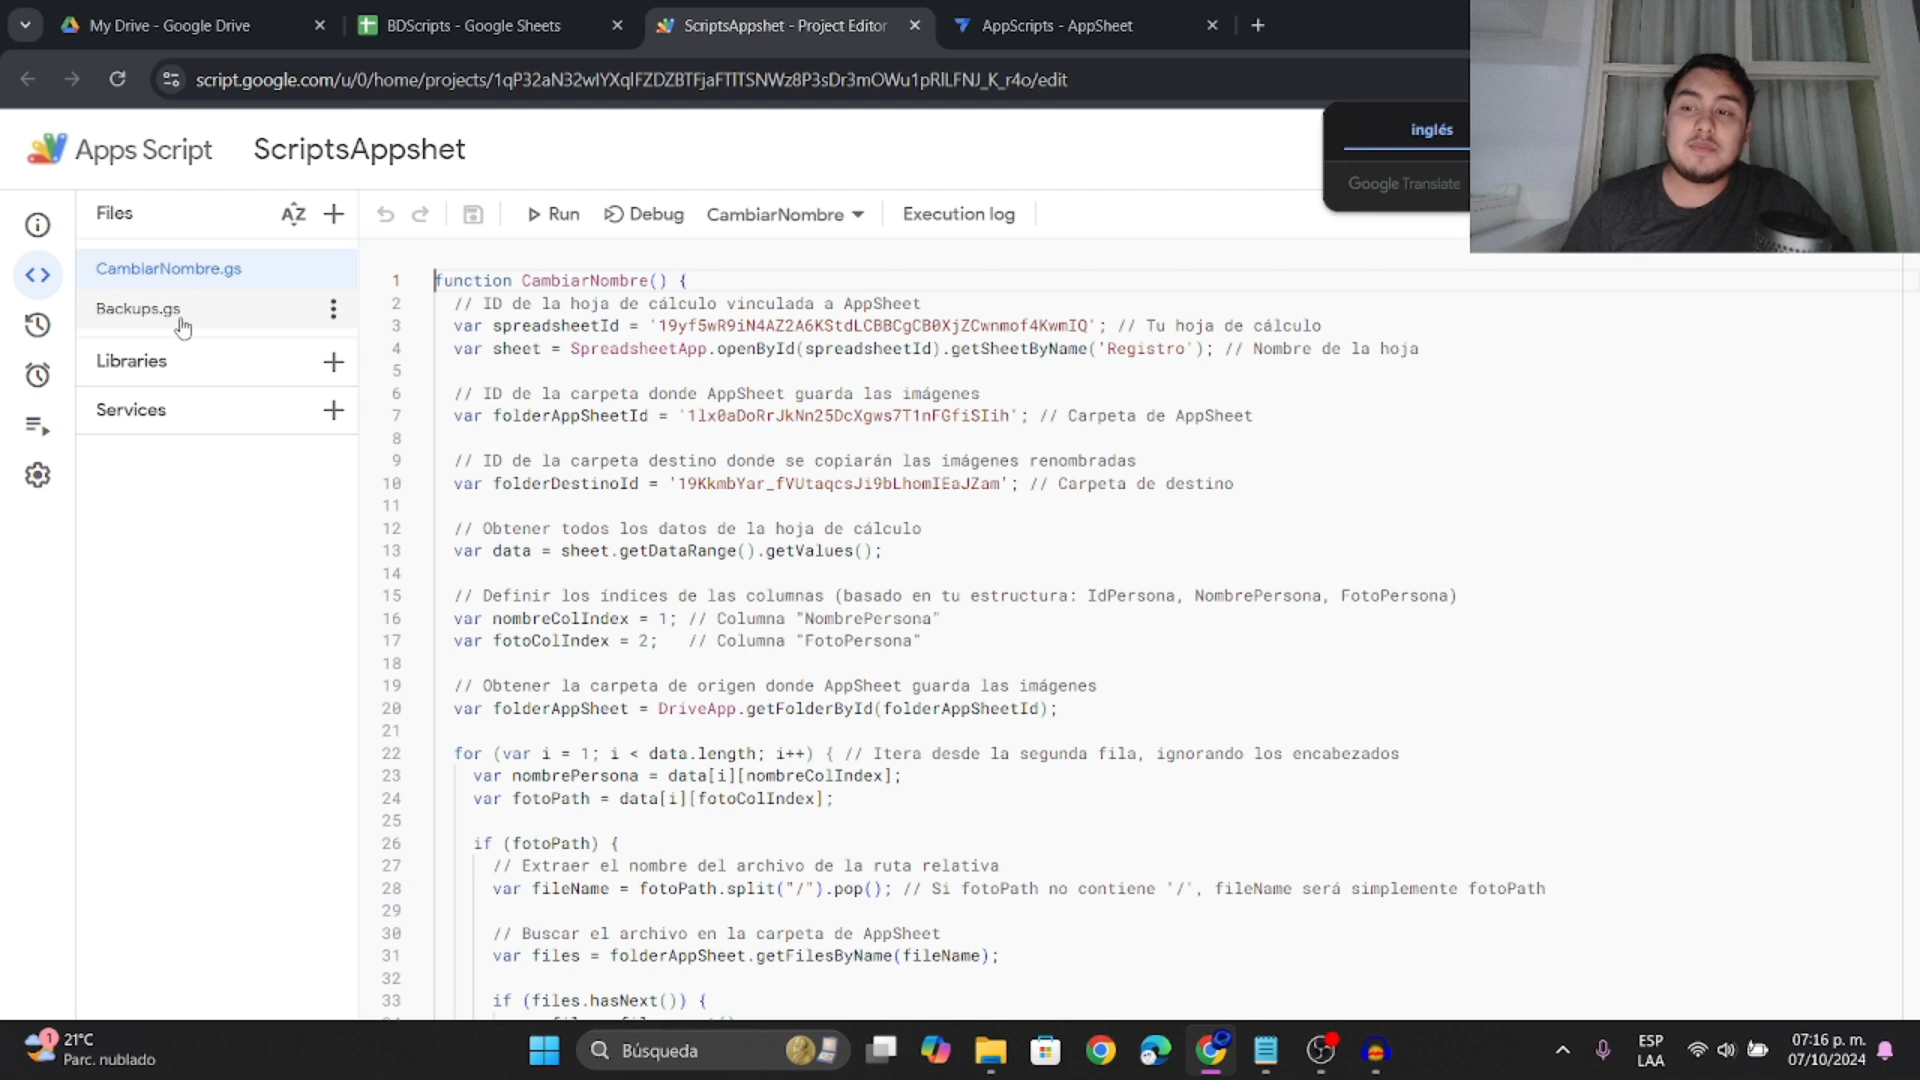 My Drive - Google Drive
BDScripts - Google Sheets
ScriptsAppshet - Project Editor
AppScripts - AppSheet
script.google.com/u/0/home/projects/1qP32aN32wIYXqlFZDZBTFjaFTlTSNWz8P3sDr3mOWu1pRlLFNJ_K_r4o/edit
Apps Script
ScriptsAppshet
inglés
Google Translate
Files
AZ
Run
Debug
CambiarNombre
Execution log
CambiarNombre.gs
Backups.gs
Libraries
Services
1 function CambiarNombre() {
2 // ID de la hoja de cálculo vinculada a AppSheet
3 var spreadsheetId = '19yf5wR9iN4AZ2A6KStdLCBBCgCB0XjZCwnmof4KwmIQ'; // Tu hoja de cálculo
4 var sheet = SpreadsheetApp.openById(spreadsheetId).getSheetByName('Registro'); // Nombre de la hoja
5
6 // ID de la carpeta donde AppSheet guarda las imágenes
7 var folderAppSheetId = '1lx0aDoRrJkNn25DcXgws7T1nFGfiSIih'; // Carpeta de AppSheet
8
9 // ID de la carpeta destino donde se copiarán las imágenes renombradas
10 var folderDestinoId = '19KkmbYar_fVUtaqcsJi9bLhomIEaJZam'; // Carpeta de destino
11
12 // Obtener todos los datos de la hoja de cálculo
13 var data = sheet.getDataRange().getValues();
14
15 // Definir los índices de las columnas (basado en tu estructura: IdPersona, NombrePersona, FotoPersona)
16 var nombreColIndex = 1; // Columna "NombrePersona"
17 var fotoColIndex = 2; // Columna "FotoPersona"
18
19 // Obtener la carpeta de origen donde AppSheet guarda las imágenes
20 var folderAppSheet = DriveApp.getFolderById(folderAppSheetId);
21
22 for (var i = 1; i < data.length; i++) { // Itera desde la segunda fila, ignorando los encabezados
23 var nombrePersona = data[i][nombreColIndex];
24 var fotoPath = data[i][fotoColIndex];
25
26 if (fotoPath) {
27 // Extraer el nombre del archivo de la ruta relativa
28 var fileName = fotoPath.split("/").pop(); // Si fotoPath no contiene '/', fileName será simplemente fotoPath
29
30 // Buscar el archivo en la carpeta de AppSheet
31 var files = folderAppSheet.getFilesByName(fileName);
32
33 if (files.hasNext()) {
1
21°C
Parc. nublado
Búsqueda
ESP
LAA
07:16 p. m.
07/10/2024